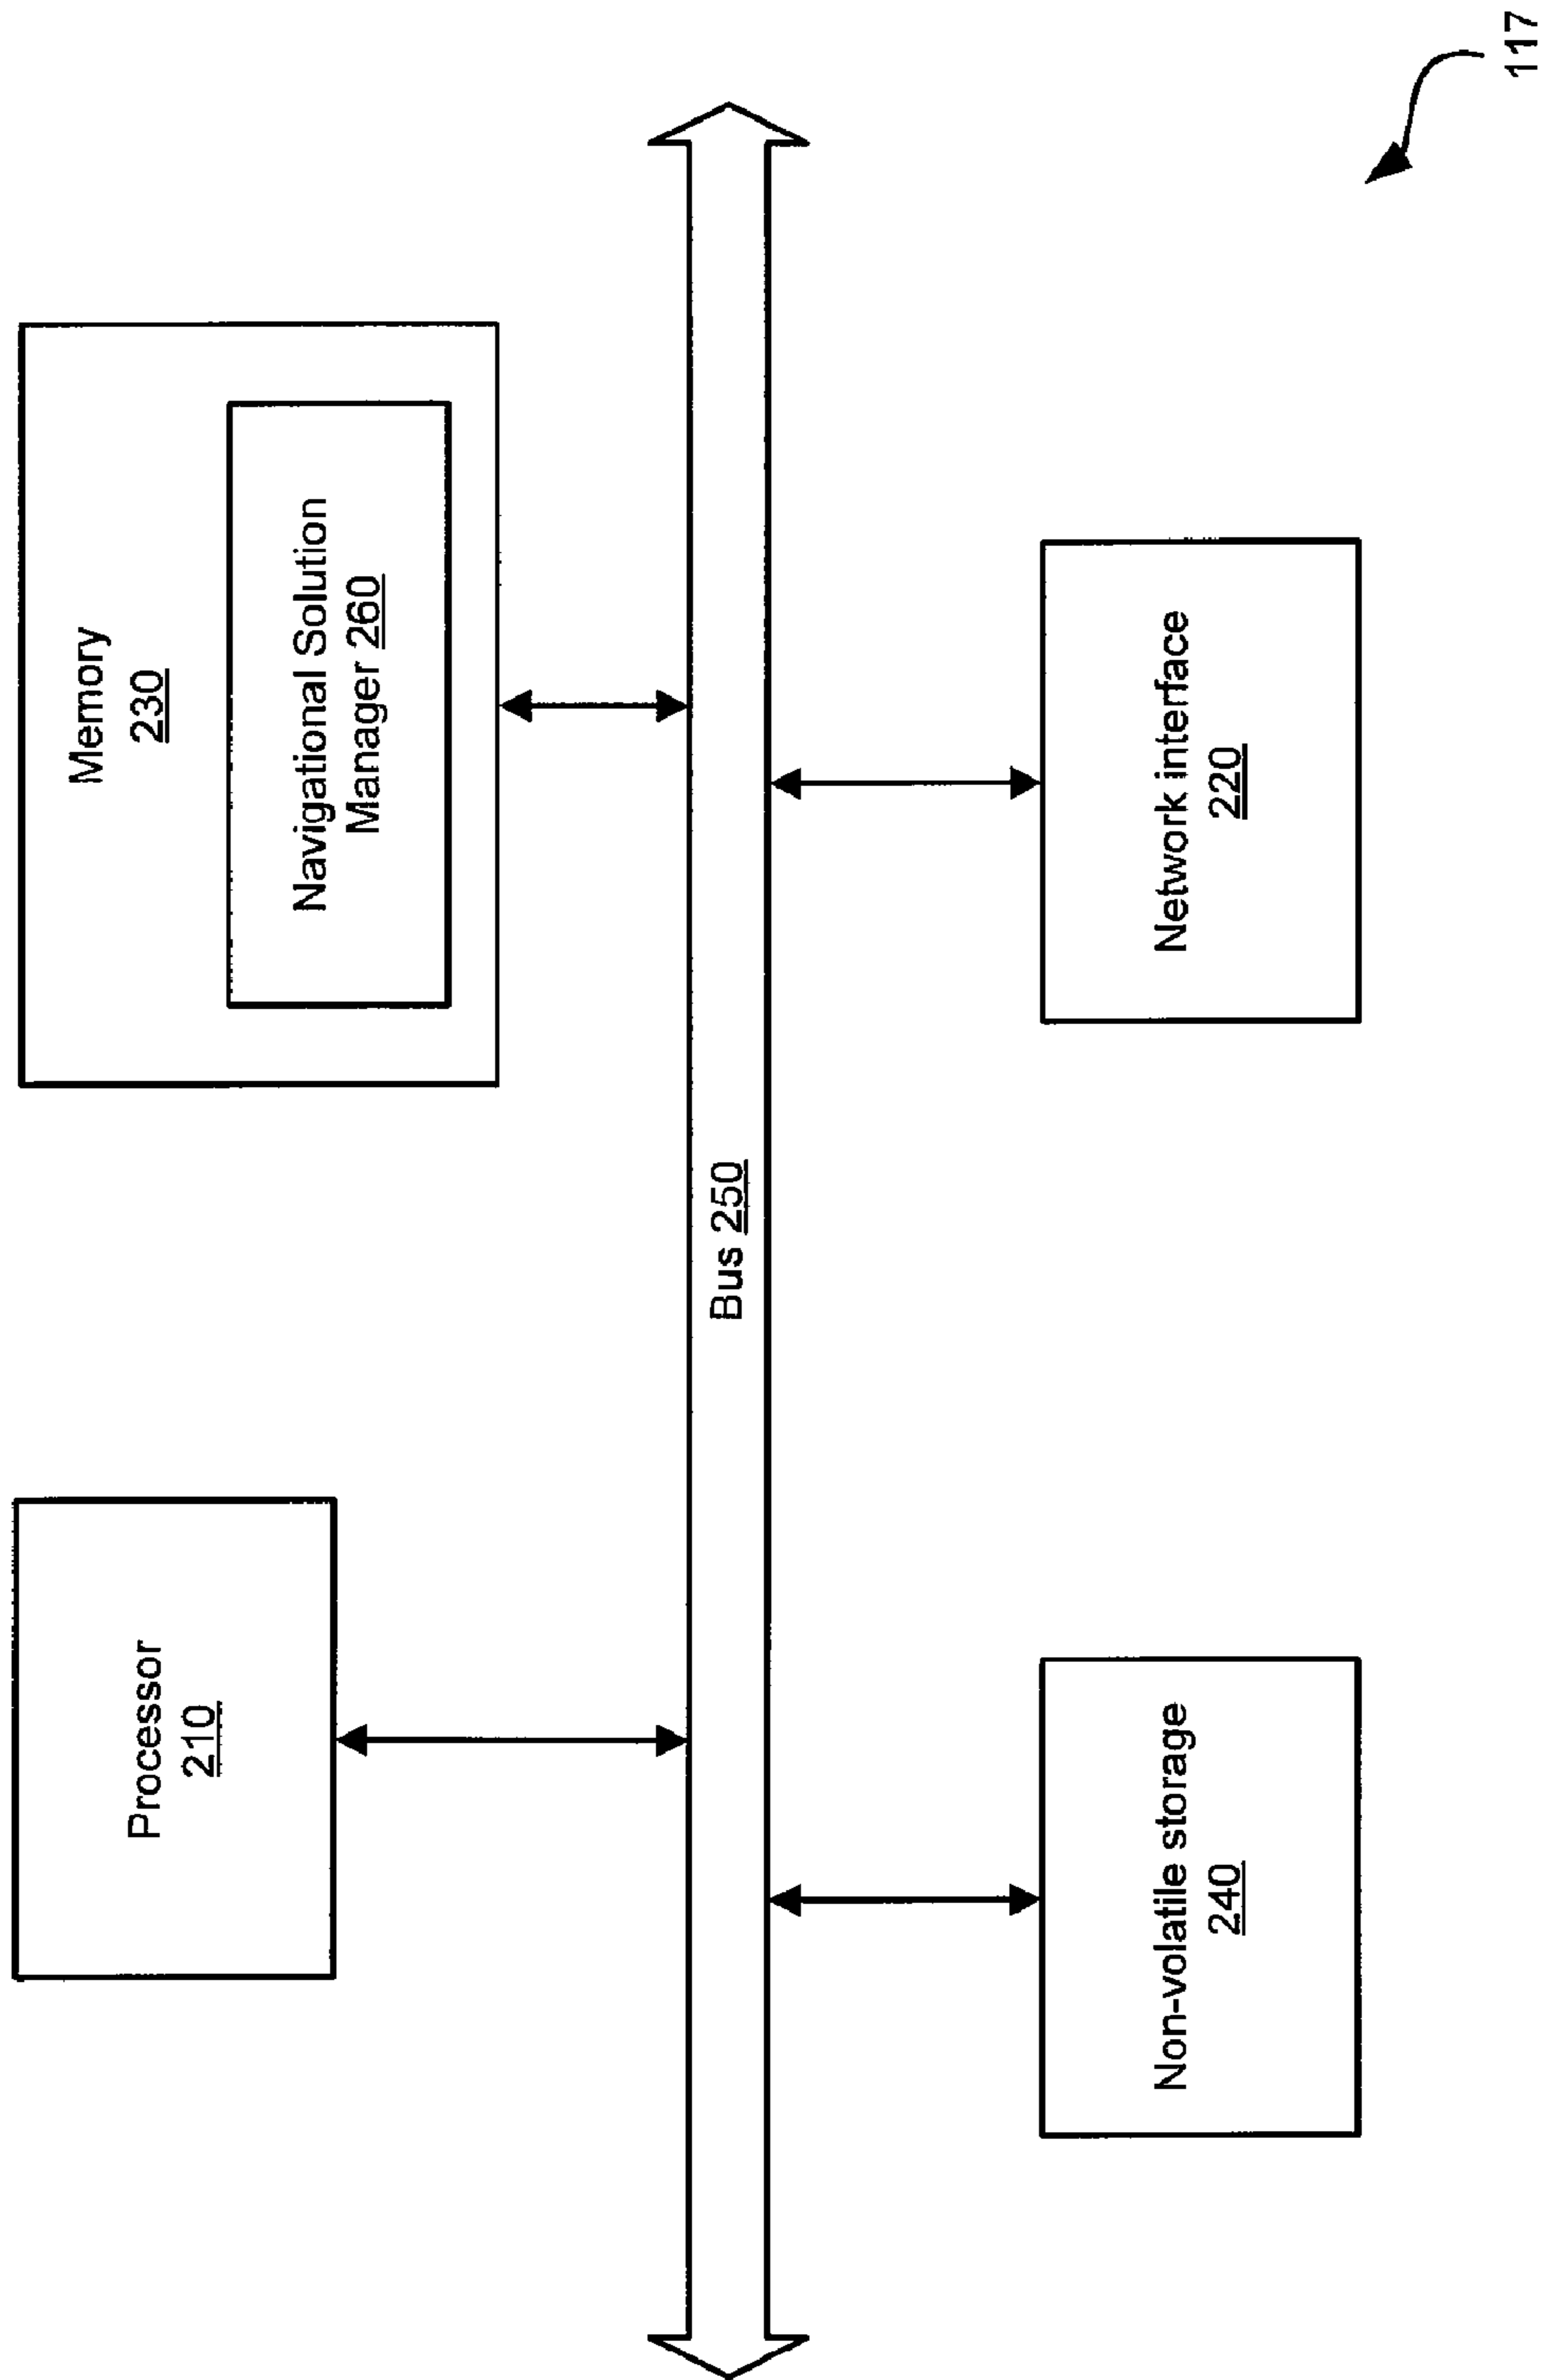 Processor
210
Memory
230
Navigational Solution
Manager 260
Bus 250
Non-volatile storage
240
Network interface
220
117